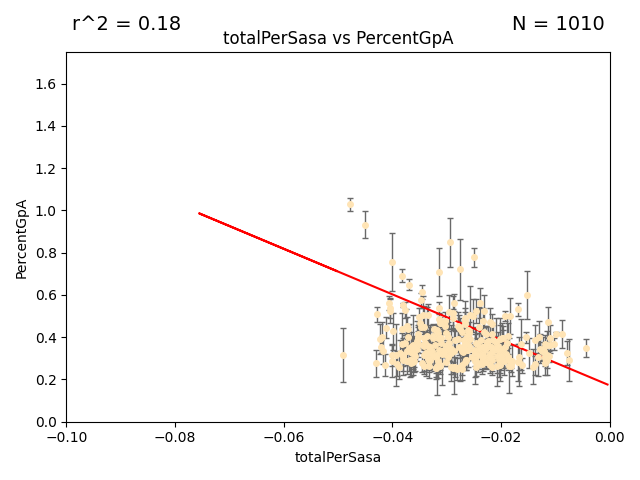 r^2 = 0.18
N = 1010
totalPerSasa vs PercentGpA
PercentGpA
1.6
1.4
1.2
1.0
0.8
0.6
0.4
0.2
0.0
−0.10 −0.08 −0.06 −0.04 −0.02 0.00
totalPerSasa